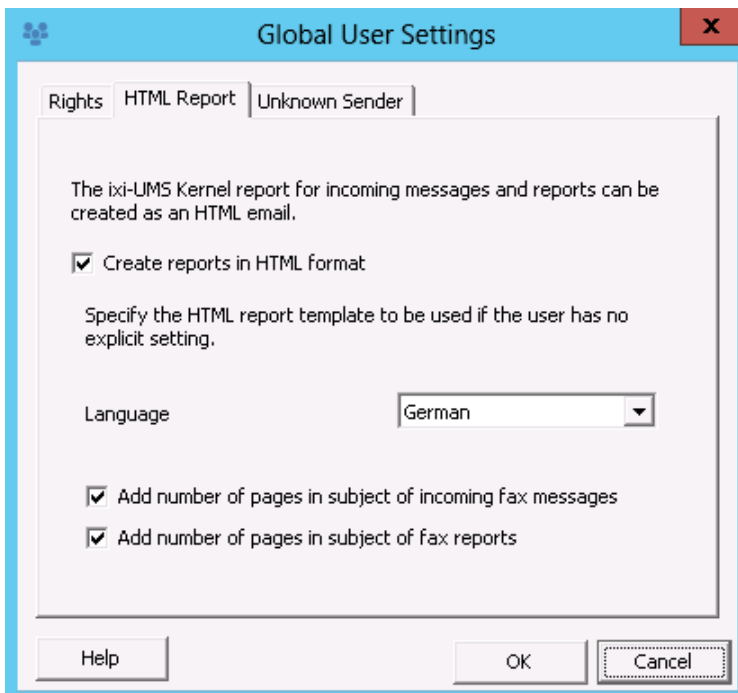 Global User Settings
x
Rights HTML Report Unknown Sender
The ixi-UMS Kernel report for incoming messages and reports can be
created as an HTML email.
Create reports in HTML format
Specify the HTML report template to be used if the user has no
explicit setting.
Language German
Add number of pages in subject of incoming fax messages
Add number of pages in subject of fax reports
Help OK Cancel